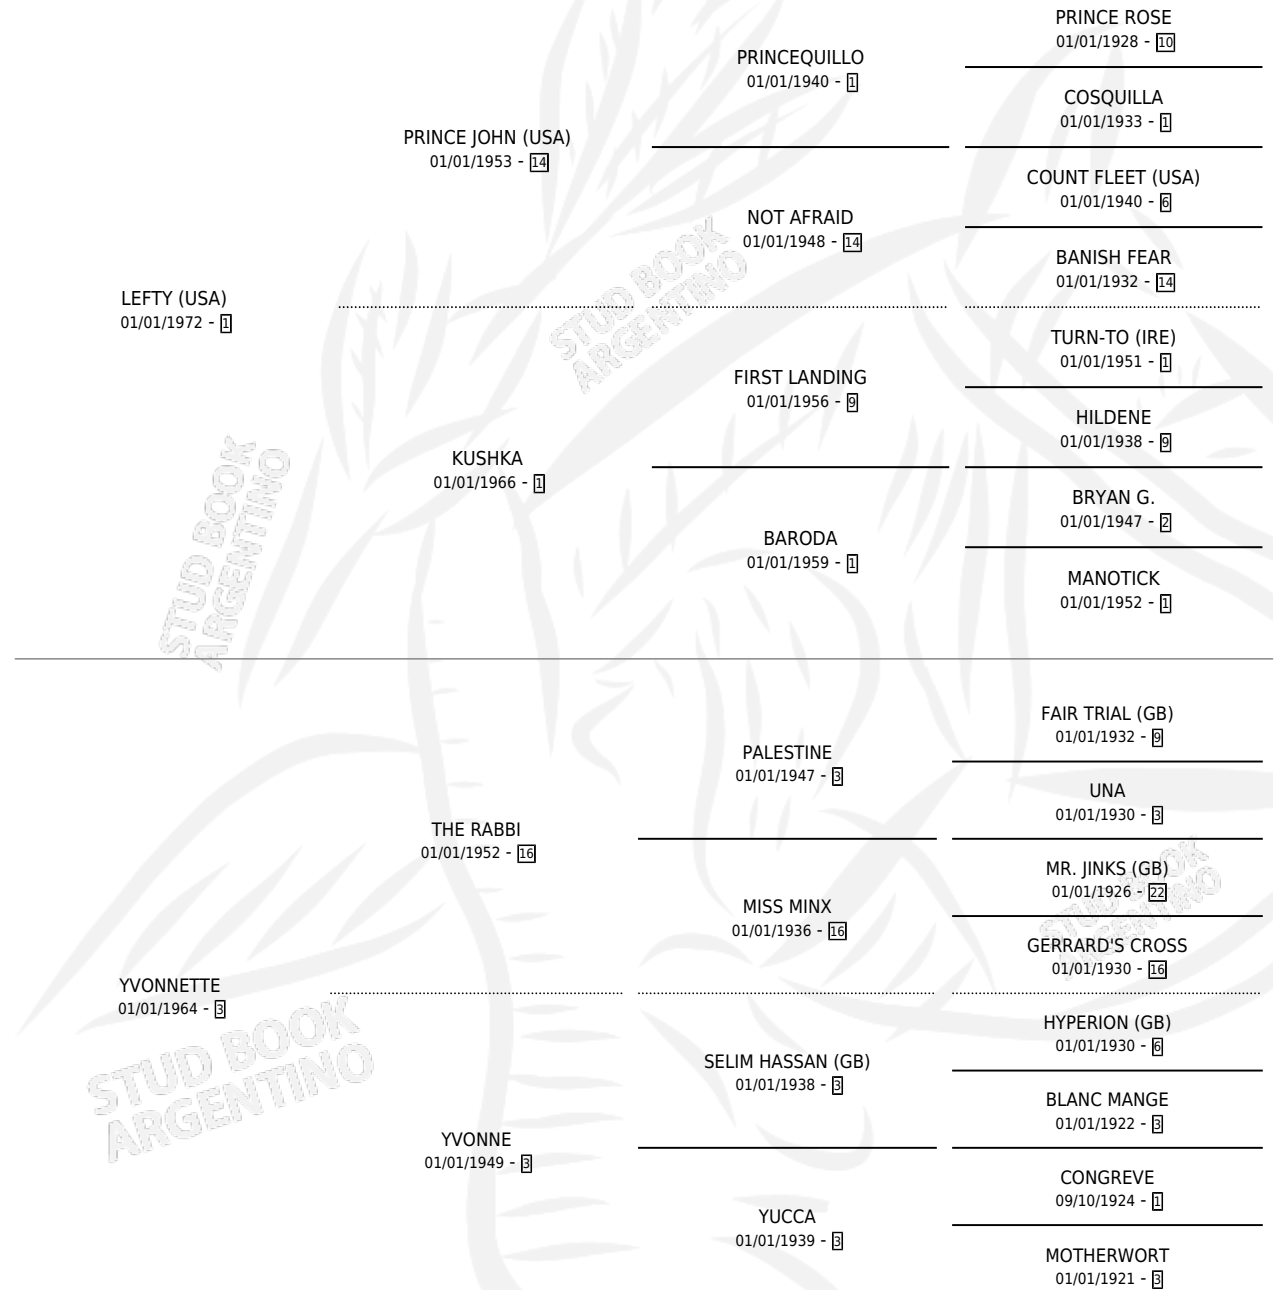 PRINCE ROSE
01/01/1928 - 10
PRINCEQUILLO
01/01/1940 - 1
COSQUILLA
01/01/1933 - 1
PRINCE JOHN (USA)
01/01/1953 - 14
COUNT FLEET (USA)
01/01/1940 - 6
NOT AFRAID
01/01/1948 - 14
BANISH FEAR
01/01/1932 - 14
LEFTY (USA)
01/01/1972 - 1
STUD BOOK
ARGENTINO
TURN-TO (IRE)
01/01/1951 - 1
FIRST LANDING
01/01/1956 - 9
HILDENE
01/01/1938 - 9
KUSHKA
01/01/1966 - 1
BRYAN G.
01/01/1947 - 2
BARODA
01/01/1959 - 1
MANOTICK
01/01/1952 - 1
STUD BOOK
ARGENTINO
FAIR TRIAL (GB)
01/01/1932 - 9
PALESTINE
01/01/1947 - 3
UNA
01/01/1930 - 3
THE RABBI
01/01/1952 - 16
MR. JINKS (GB)
01/01/1926 - 22
MISS MINX
01/01/1936 - 16
STUD BOOK
ARGENTINO
GERRARD'S CROSS
01/01/1930 - 16
YVONNETTE
01/01/1964 - 3
HYPERION (GB)
01/01/1930 - 6
SELIM HASSAN (GB)
01/01/1938 - 3
BLANC MANGE
01/01/1922 - 3
STUD BOOK
ARGENTINO
YVONNE
01/01/1949 - 3
CONGREVE
09/10/1924 - 1
YUCCA
01/01/1939 - 3
MOTHERWORT
01/01/1921 - 3